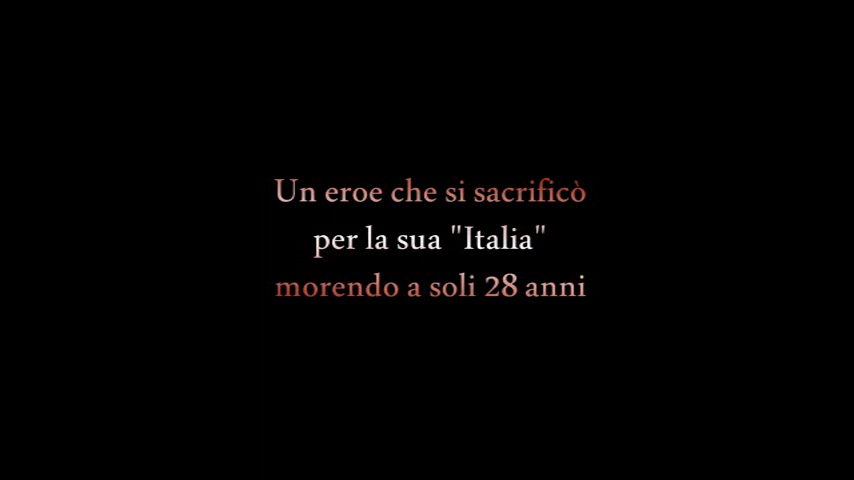 Un eroe che si sacrificò
per la sua "Italia"
morendo a soli 28 anni